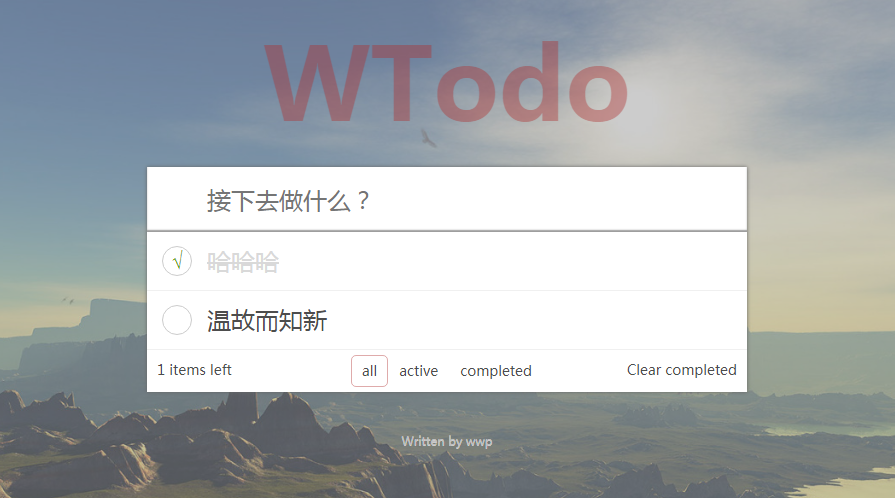 WTodo
接下去做什么？
√ 哈哈哈
温故而知新
1 items left all active completed Clear completed
Written by wwp